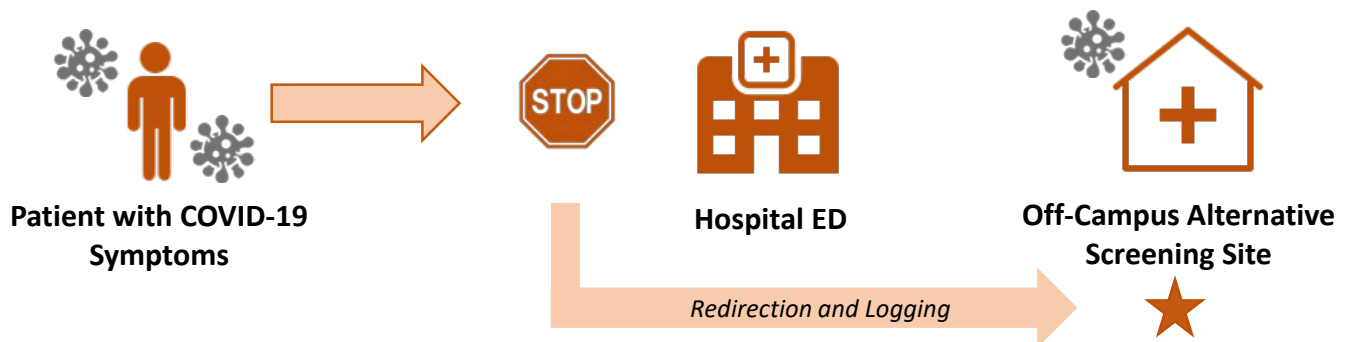 STOP
Patient with COVID-19
Symptoms
Hospital ED
Off-Campus Alternative
Screening Site
Redirection and Logging